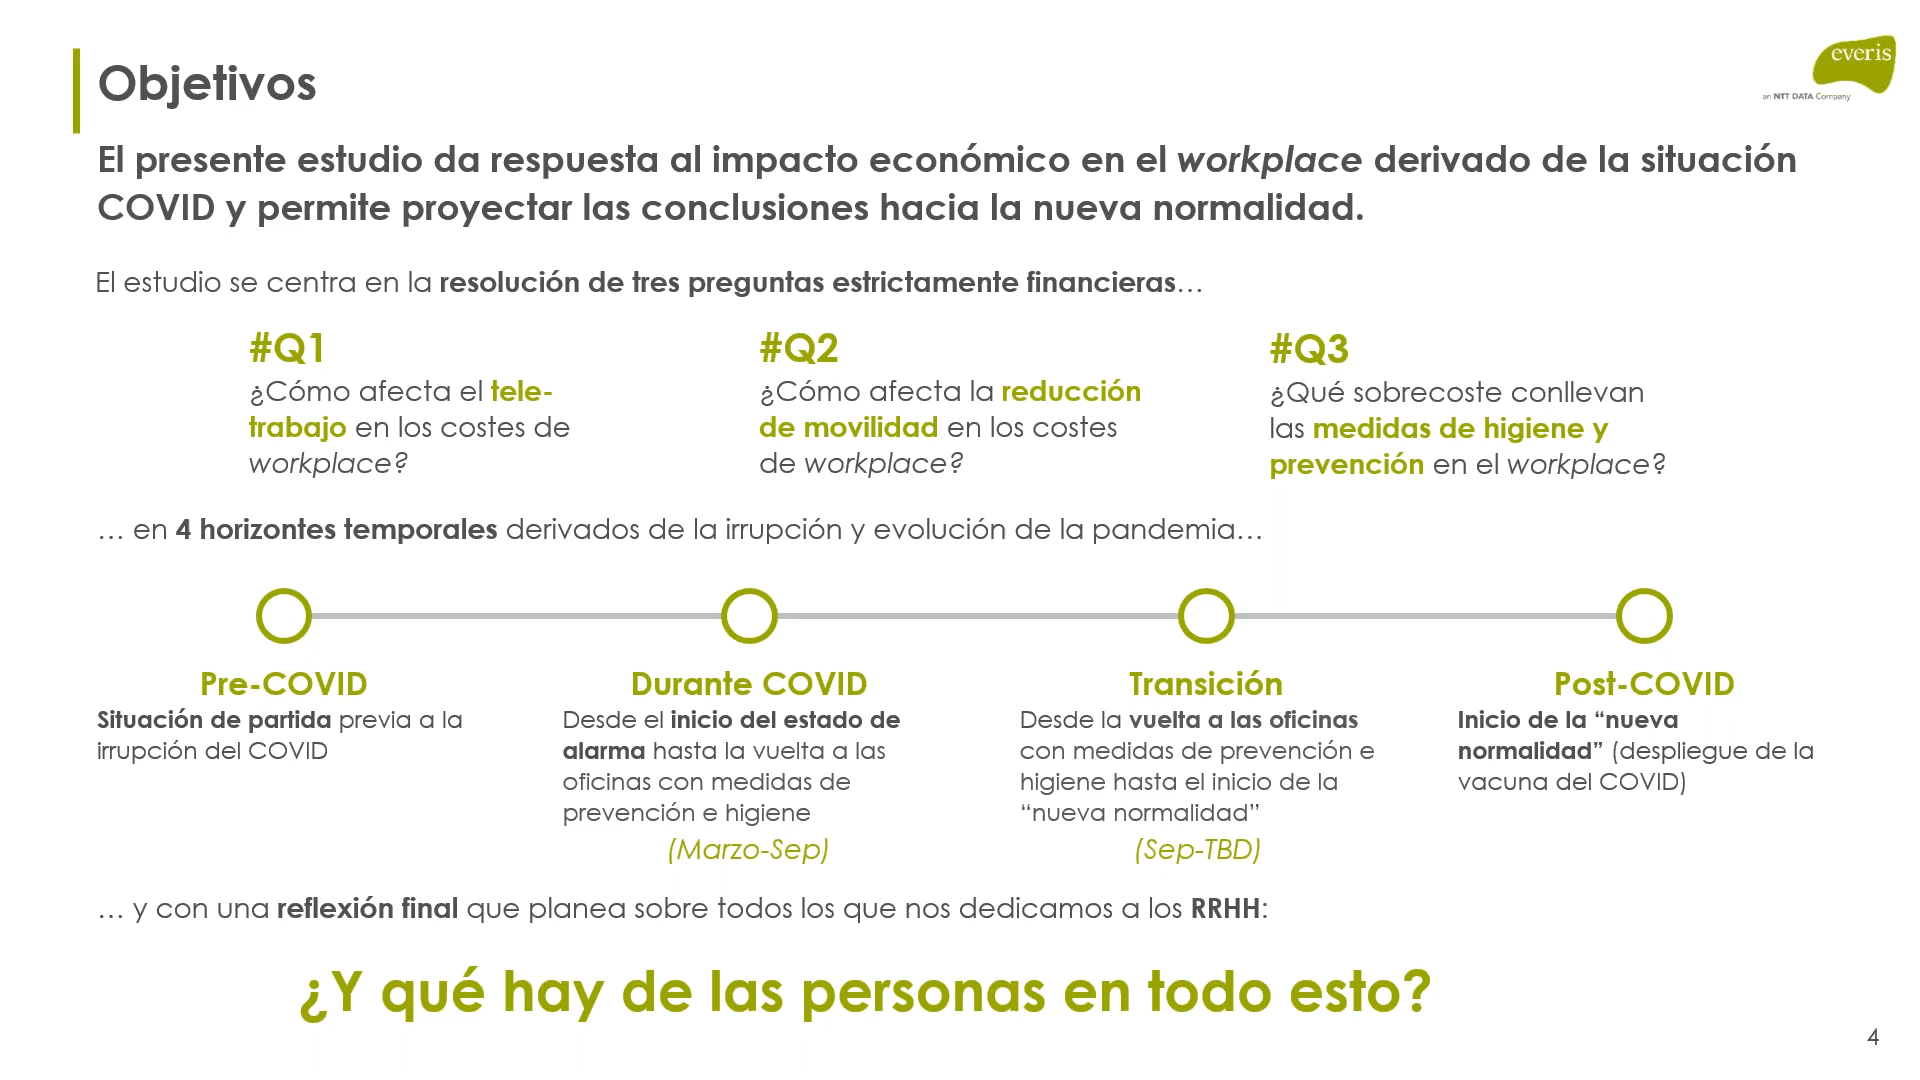 Objetivos
everis
an NTT DATA Company
El presente estudio da respuesta al impacto económico en el workplace derivado de la situación
COVID y permite proyectar las conclusiones hacia la nueva normalidad.
El estudio se centra en la resolución de tres preguntas estrictamente financieras…
#Q1
¿Cómo afecta el tele-
trabajo en los costes de
workplace?
#Q2
¿Cómo afecta la reducción
de movilidad en los costes
de workplace?
#Q3
¿Qué sobrecoste conllevan
las medidas de higiene y
prevención en el workplace?
… en 4 horizontes temporales derivados de la irrupción y evolución de la pandemia…
Pre-COVID
Situación de partida previa a la
irrupción del COVID
Durante COVID
Desde el inicio del estado de
alarma hasta la vuelta a las
oficinas con medidas de
prevención e higiene
(Marzo-Sep)
Transición
Desde la vuelta a las oficinas
con medidas de prevención e
higiene hasta el inicio de la
“nueva normalidad”
(Sep-TBD)
Post-COVID
Inicio de la “nueva
normalidad” (despliegue de la
vacuna del COVID)
… y con una reflexión final que planea sobre todos los que nos dedicamos a los RRHH:
¿Y qué hay de las personas en todo esto?
4